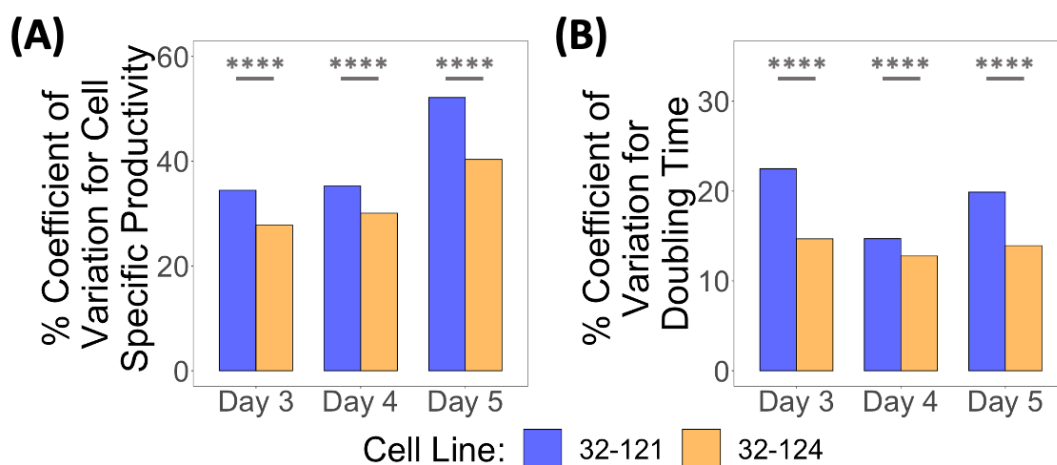 (A)
% Coefficient of
Variation for Cell
Specific Productivity
60
40
20
0
****
****
****
Day 3
Day 4
Day 5
(B)
% Coefficient of
Variation for
Doubling Time
30
20
10
0
****
****
****
Day 3
Day 4
Day 5
Cell Line: 32-121 32-124